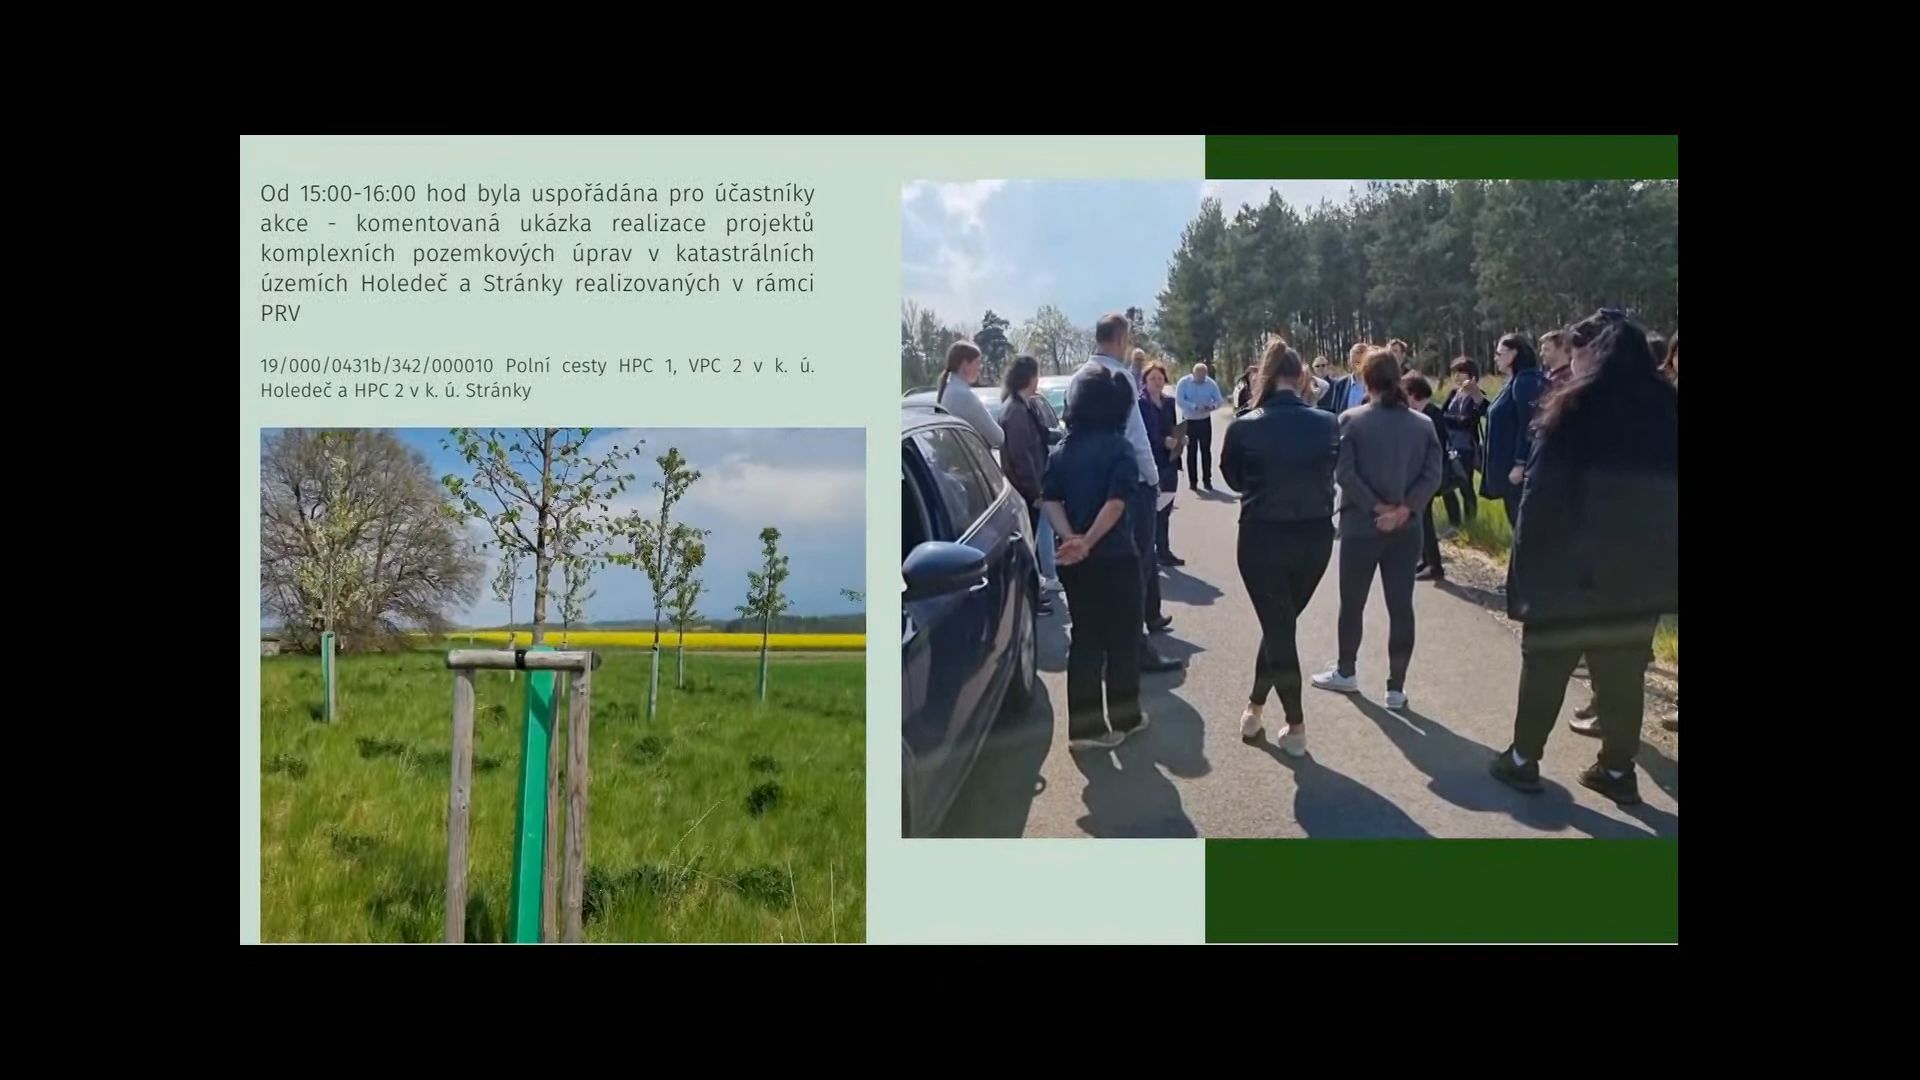 Od 15:00-16:00 hod byla uspořádána pro účastníky
akce - komentovaná ukázka realizace projektů
komplexních pozemkových úprav v katastrálních
územích Holedeč a Stránky realizovaných v rámci
PRV
19/000/0431b/342/000010 Polní cesty HPC 1, VPC 2 v k. ú.
Holedeč a HPC 2 v k. ú. Stránky